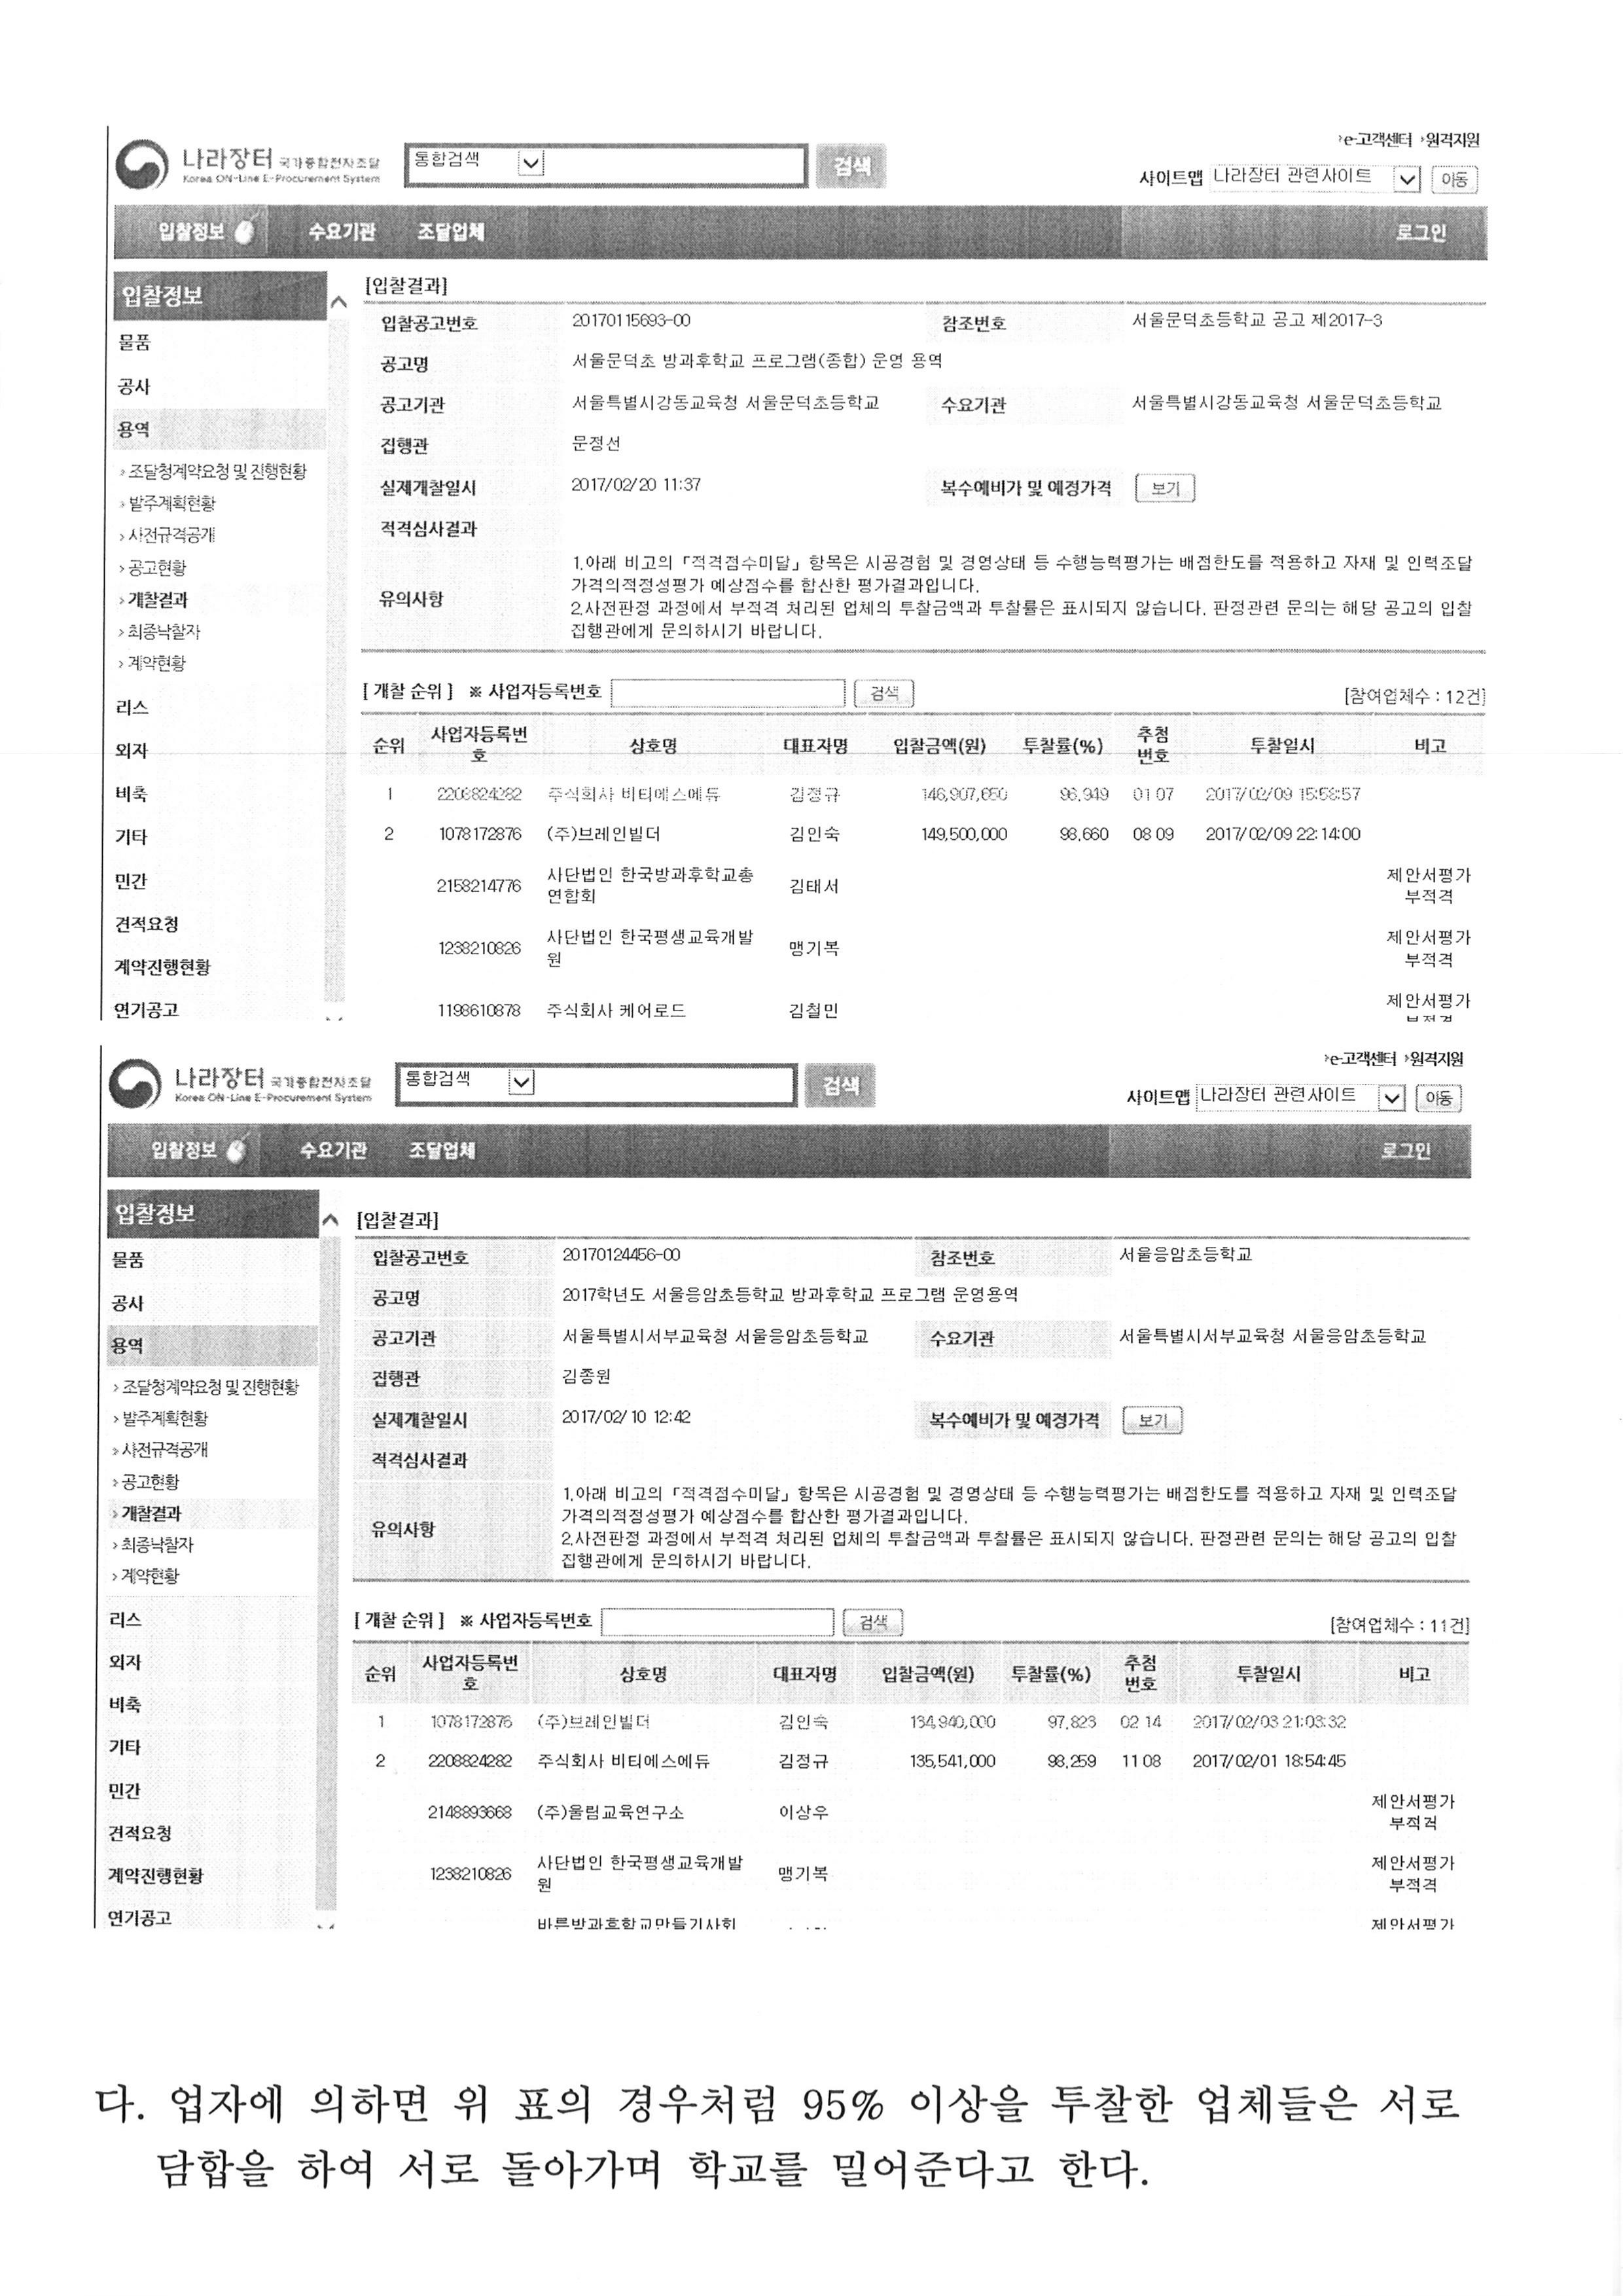 ›e-고객센터 ›원격지원
나라장터 국가종합전자조달
Korea ON-Line E-Procurement System
통합검색
검색
사이트맵 나라장터 관련사이트 이동
입찰정보 수요기관 조달업체 로그인
입찰정보
물품
공사
용역
›조달청계약요청 및 진행현황
›발주계획현황
›사전규격공개
›공고현황
›개찰결과
›최종낙찰자
›계약현황
리스
외자
비축
기타
민간
견적요청
계약진행현황
연기공고
[입찰결과]
입찰공고번호 20170115693-00 참조번호 서울문덕초등학교 공고 제2017-3
공고명 서울문덕초 방과후학교 프로그램(종합) 운영 용역
공고기관 서울특별시강동교육청 서울문덕초등학교 수요기관 서울특별시강동교육청 서울문덕초등학교
집행관 문정선
실제개찰일시 2017/02/20 11:37 복수예비가 및 예정가격 보기
적격심사결과
유의사항
1.아래 비고의「적격점수미달」항목은 시공경험 및 경영상태 등 수행능력평가는 배점한도를 적용하고 자재 및 인력조달
가격의적정성평가 예상점수를 합산한 평가결과입니다.
2.사전판정 과정에서 부적격 처리된 업체의 투찰금액과 투찰률은 표시되지 않습니다. 판정관련 문의는 해당 공고의 입찰
집행관에게 문의하시기 바랍니다.
[ 개찰 순위 ] ※ 사업자등록번호 검색 [참여업체수 : 12건]
순위 사업자등록번호 상호명 대표자명 입찰금액(원) 투찰률(%) 추첨번호 투찰일시 비고
1 2208824282 주식회사 비티에스에듀 김정규 146,907,650 96.949 01 07 2017/02/09 15:58:57
2 1078172876 (주)브레인빌더 김인숙 149,500,000 98.660 08 09 2017/02/09 22:14:00
2158214776 사단법인 한국방과후학교총연합회 김태서 제안서평가 부적격
1238210826 사단법인 한국평생교육개발원 맹기복 제안서평가 부적격
1198610878 주식회사 케어로드 김철민 제안서평가 부적격
›e-고객센터 ›원격지원
나라장터 국가종합전자조달
Korea ON-Line E-Procurement System
통합검색
검색
사이트맵 나라장터 관련사이트 이동
입찰정보 수요기관 조달업체 로그인
입찰정보
물품
공사
용역
›조달청계약요청 및 진행현황
›발주계획현황
›사전규격공개
›공고현황
›개찰결과
›최종낙찰자
›계약현황
리스
외자
비축
기타
민간
견적요청
계약진행현황
연기공고
[입찰결과]
입찰공고번호 20170124456-00 참조번호 서울응암초등학교
공고명 2017학년도 서울응암초등학교 방과후학교 프로그램 운영용역
공고기관 서울특별시서부교육청 서울응암초등학교 수요기관 서울특별시서부교육청 서울응암초등학교
집행관 김종원
실제개찰일시 2017/02/10 12:42 복수예비가 및 예정가격 보기
적격심사결과
유의사항
1.아래 비고의「적격점수미달」항목은 시공경험 및 경영상태 등 수행능력평가는 배점한도를 적용하고 자재 및 인력조달
가격의적정성평가 예상점수를 합산한 평가결과입니다.
2.사전판정 과정에서 부적격 처리된 업체의 투찰금액과 투찰률은 표시되지 않습니다. 판정관련 문의는 해당 공고의 입찰
집행관에게 문의하시기 바랍니다.
[ 개찰 순위 ] ※ 사업자등록번호 검색 [참여업체수 : 11건]
순위 사업자등록번호 상호명 대표자명 입찰금액(원) 투찰률(%) 추첨번호 투찰일시 비고
1 1078172876 (주)브레인빌더 김인숙 134,940,000 97.823 02 14 2017/02/03 21:03:32
2 2208824282 주식회사 비티에스에듀 김정규 135,541,000 98.259 11 08 2017/02/01 18:54:45
2148893668 (주)울림교육연구소 이상우 제안서평가 부적격
1238210826 사단법인 한국평생교육개발원 맹기복 제안서평가 부적격
바른방과후학교만들기사회 제안서평가
다. 업자에 의하면 위 표의 경우처럼 95% 이상을 투찰한 업체들은 서로
담합을 하여 서로 돌아가며 학교를 밀어준다고 한다.